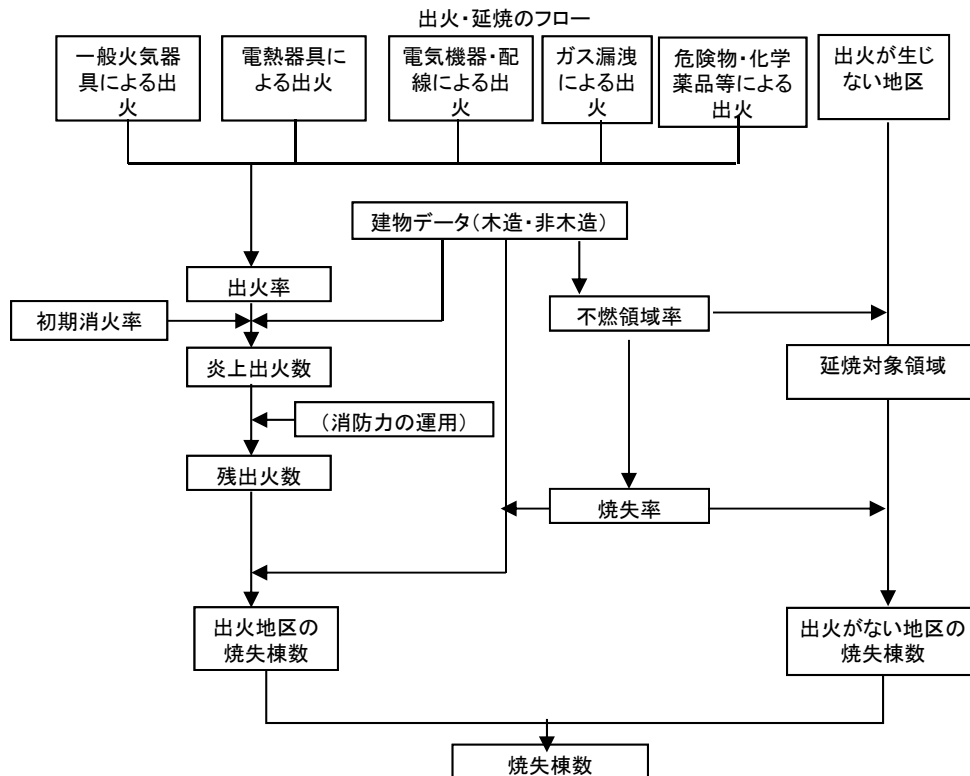 出火・延焼のフロー
一般火気器
具による出
火
電熱器具に
よる出火
電気機器・配
線による出
火
ガス漏洩
による出
火
危険物・化学
薬品等による
出火
出火が生じ
ない地区
建物データ(木造・非木造)
出火率
初期消火率
不燃領域率
炎上出火数
延焼対象領域
(消防力の運用)
残出火数
焼失率
出火地区の
焼失棟数
出火がない地区の
焼失棟数
焼失棟数